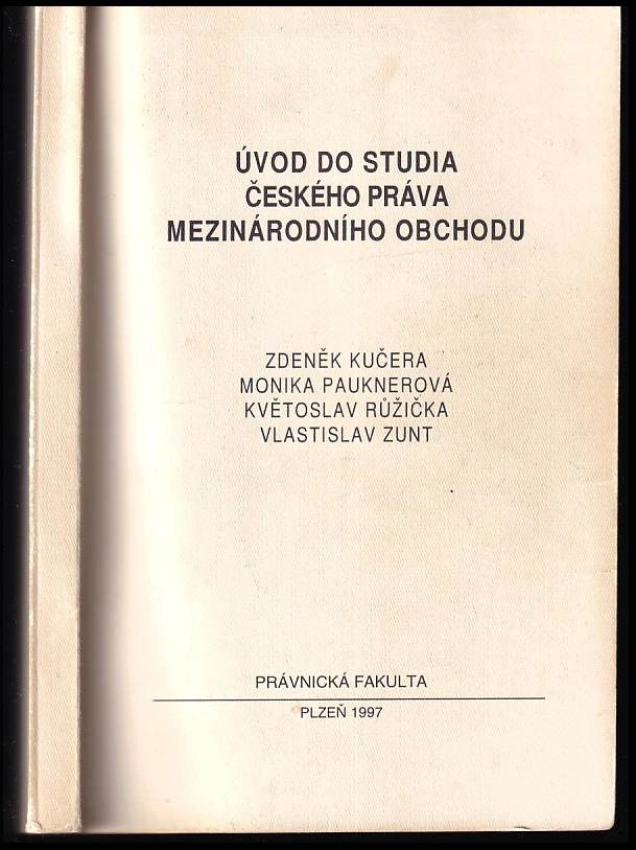 ÚVOD DO STUDIA
ČESKÉHO PRÁVA
MEZINÁRODNÍHO OBCHODU
ZDENĚK KUČERA
MONIKA PAUKNEROVÁ
KVĚTOSLAV RŮŽIČKA
VLASTISLAV ZUNT
PRÁVNICKÁ FAKULTA
PLZEŇ 1997